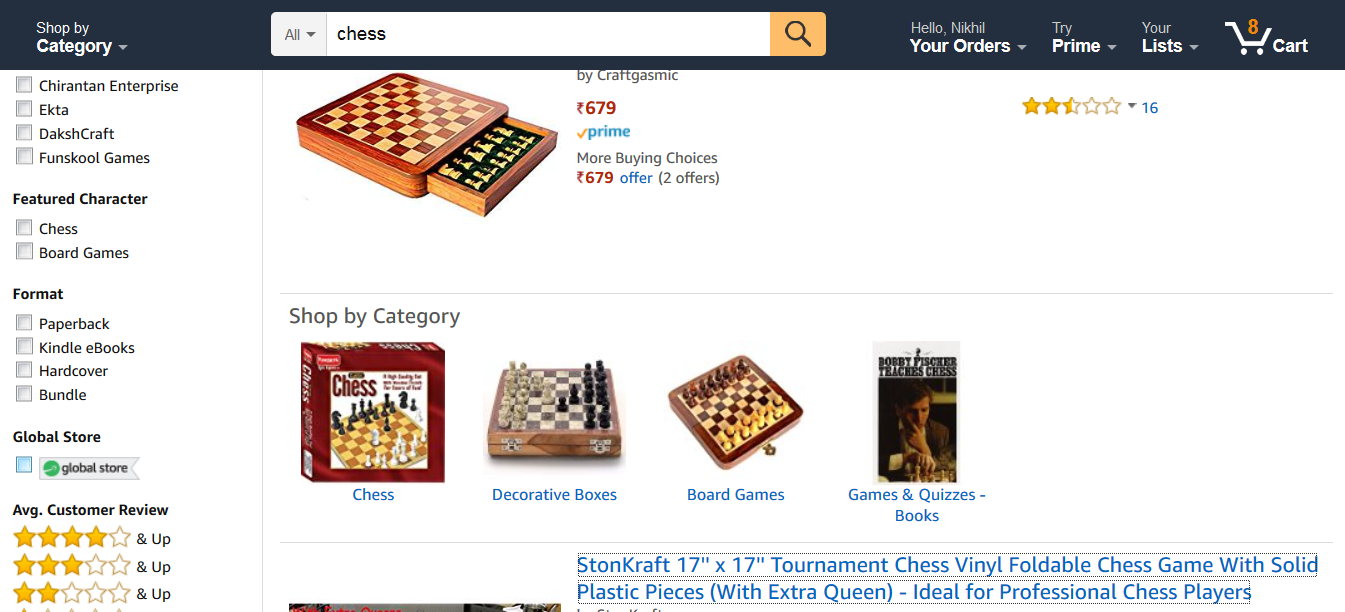 Shop by
Category
All
chess
Hello, Nikhil
Your Orders
Try
Prime
Your
Lists
8
Cart
Chirantan Enterprise
Ekta
DakshCraft
Funskool Games
Featured Character
Chess
Board Games
Format
Paperback
Kindle eBooks
Hardcover
Bundle
Global Store
global store
Avg. Customer Review
& Up
& Up
& Up
by Craftgasmic
₹679
prime
More Buying Choices
₹679 offer (2 offers)
16
Shop by Category
Chess
BOBBY FISCHER
TEACHES CHESS
Chess
Decorative Boxes
Board Games
Games & Quizzes -
Books
StonKraft 17" x 17" Tournament Chess Vinyl Foldable Chess Game With Solid
Plastic Pieces (With Extra Queen) - Ideal for Professional Chess Players